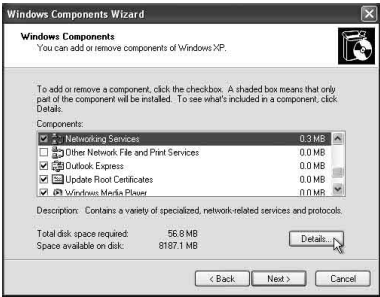 Windows Components Wizard
Windows Components
You can add or remove components of Windows XP.
To add or remove a component, click the checkbox. A shaded box means that only
part of the component will be installed. To see what's included in a component, click
Details.
Components:
Networking Services 0.3 MB
Other Network File and Print Services 0.0 MB
Outlook Express 0.0 MB
Update Root Certificates 0.0 MB
Windows Media Player 0.0 MB
Description: Contains a variety of specialized, network-related services and protocols.
Total disk space required: 56.8 MB
Space available on disk: 8187.1 MB
Details...
< Back
Next >
Cancel